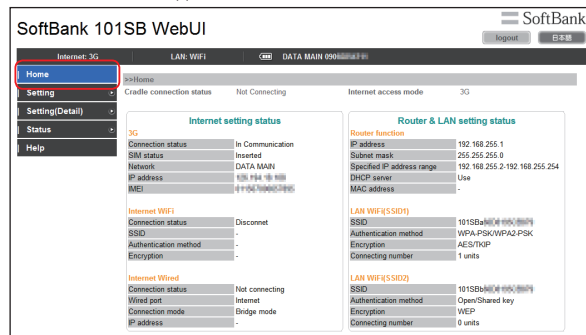 SoftBank 101SB WebUI
SoftBank
logout 日本語
Internet: 3G LAN: WiFi DATA MAIN 090
Home
Setting
Setting(Detail)
Status
Help
>>Home
Cradle connection status Not Connecting Internet access mode 3G
Internet setting status
3G
Connection status In Communication
SIM status Inserted
Network DATA MAIN
IP address
IMEI
Internet WiFi
Connection status Disconnet
SSID -
Authentication method -
Encryption -
Internet Wired
Connection status Not connecting
Wired port Internet
Connection mode Bridge mode
IP address -
Router & LAN setting status
Router function
IP address 192.168.255.1
Subnet mask 255.255.255.0
Specified IP address range 192.168.255.2-192.168.255.254
DHCP server Use
MAC address -
LAN WiFi(SSID1)
SSID 101SBa
Authentication method WPA-PSK/WPA2-PSK
Encryption AES/TKIP
Connecting number 1 units
LAN WiFi(SSID2)
SSID 101SBb
Authentication method Open/Shared key
Encryption WEP
Connecting number 0 units